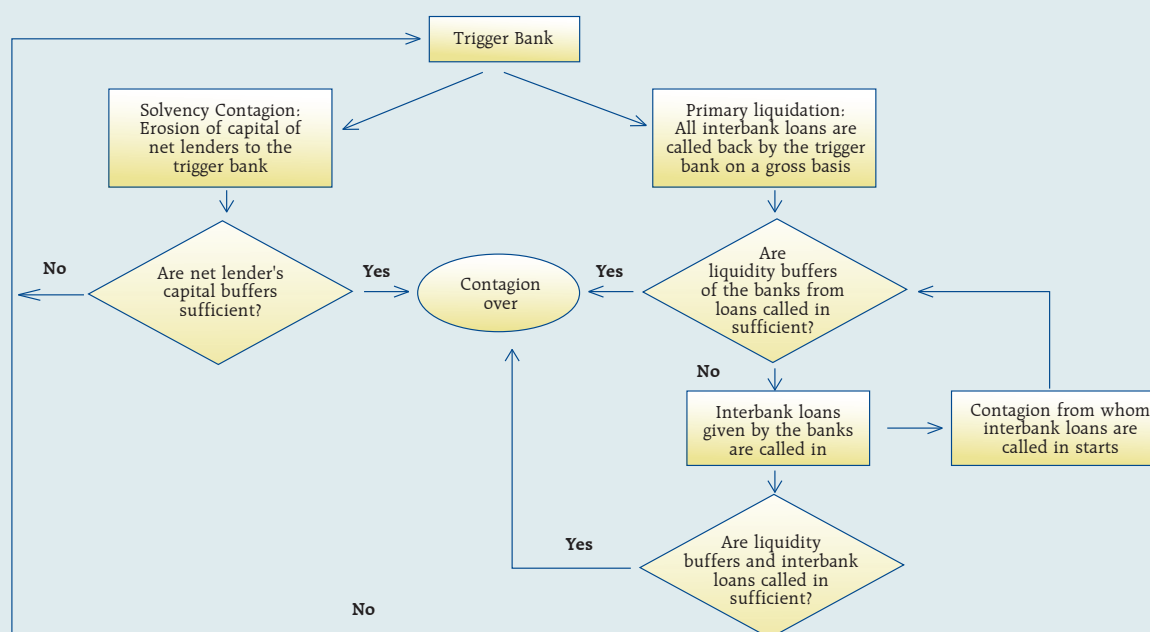 Trigger Bank
Solvency Contagion:
Erosion of capital of
net lenders to the
trigger bank
Primary liquidation:
All interbank loans are
called back by the trigger
bank on a gross basis
No
Are net lender's
capital buffers
sufficient?
Yes
Contagion
over
Yes
Are
liquidity buffers
of the banks from
loans called in
sufficient?
No
Interbank loans
given by the banks
are called in
Contagion from whom
interbank loans are
called in starts
Yes
Are liquidity
buffers and interbank
loans called in
sufficient?
No